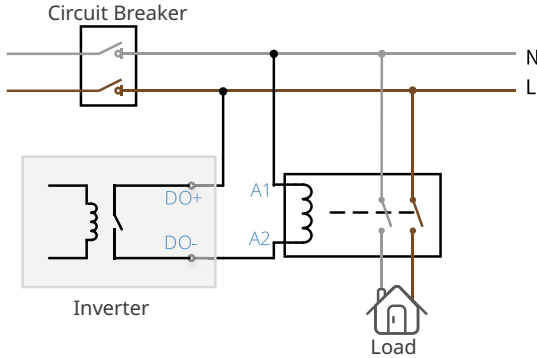 Circuit Breaker
N
L
DO+
A1
DO-
A2
Inverter
Load